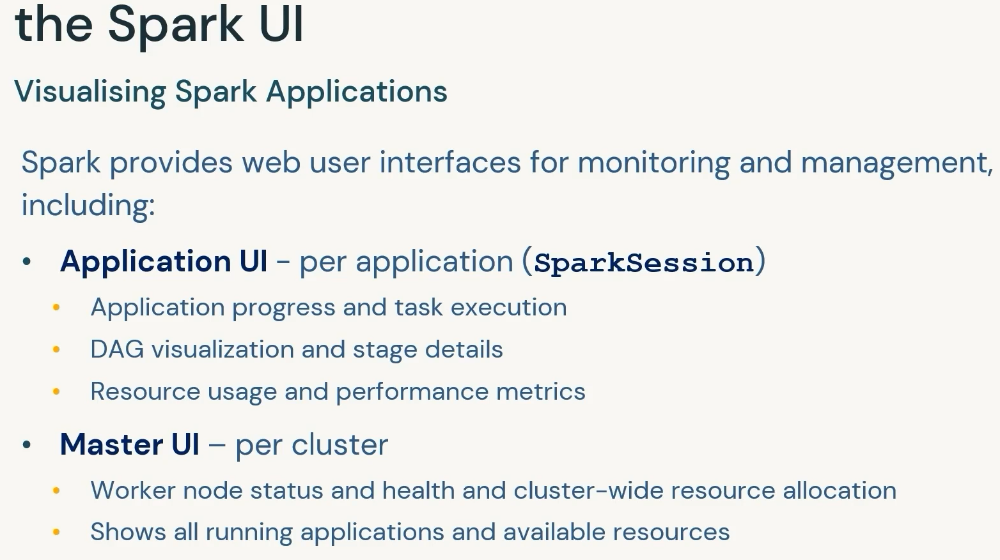 the Spark UI
Visualising Spark Applications
Spark provides web user interfaces for monitoring and management,
including:
• Application UI - per application (SparkSession)
• Application progress and task execution
• DAG visualization and stage details
• Resource usage and performance metrics
• Master UI – per cluster
• Worker node status and health and cluster-wide resource allocation
• Shows all running applications and available resources